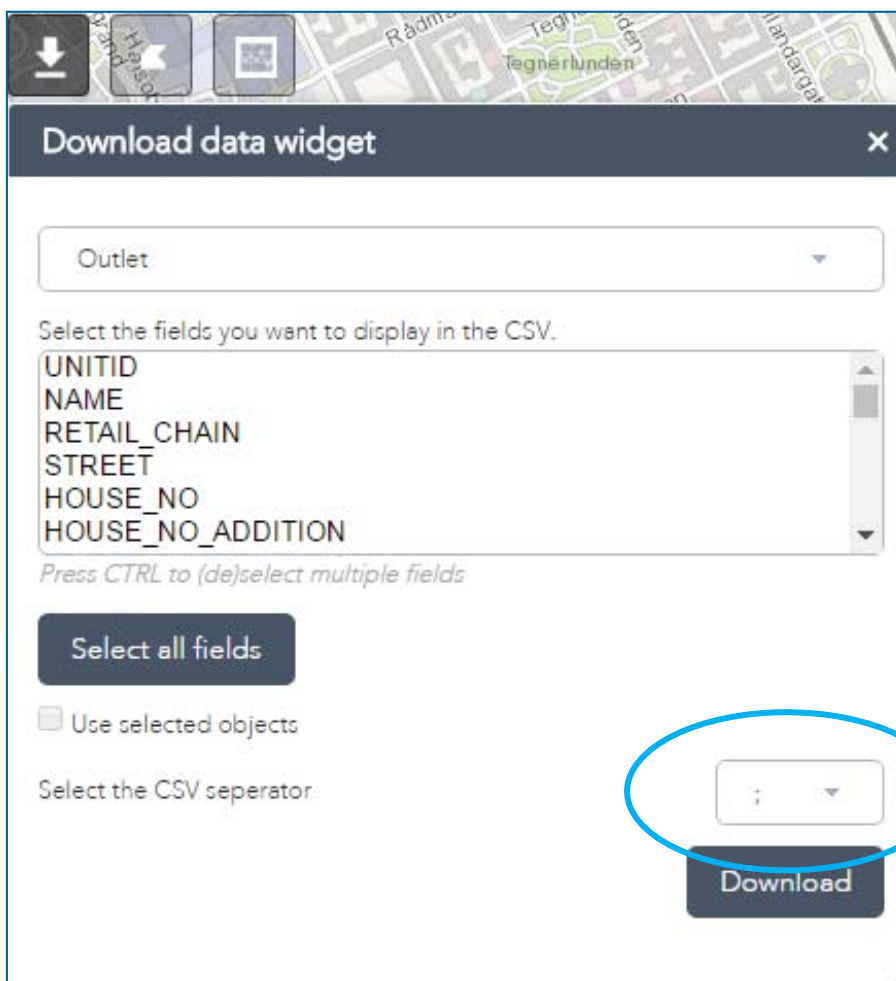 Tegnerlunden
Download data widget
Outlet
Select the fields you want to display in the CSV.
UNITID
NAME
RETAIL_CHAIN
STREET
HOUSE_NO
HOUSE_NO_ADDITION
Press CTRL to (de)select multiple fields
Select all fields
Use selected objects
Select the CSV seperator
;
Download